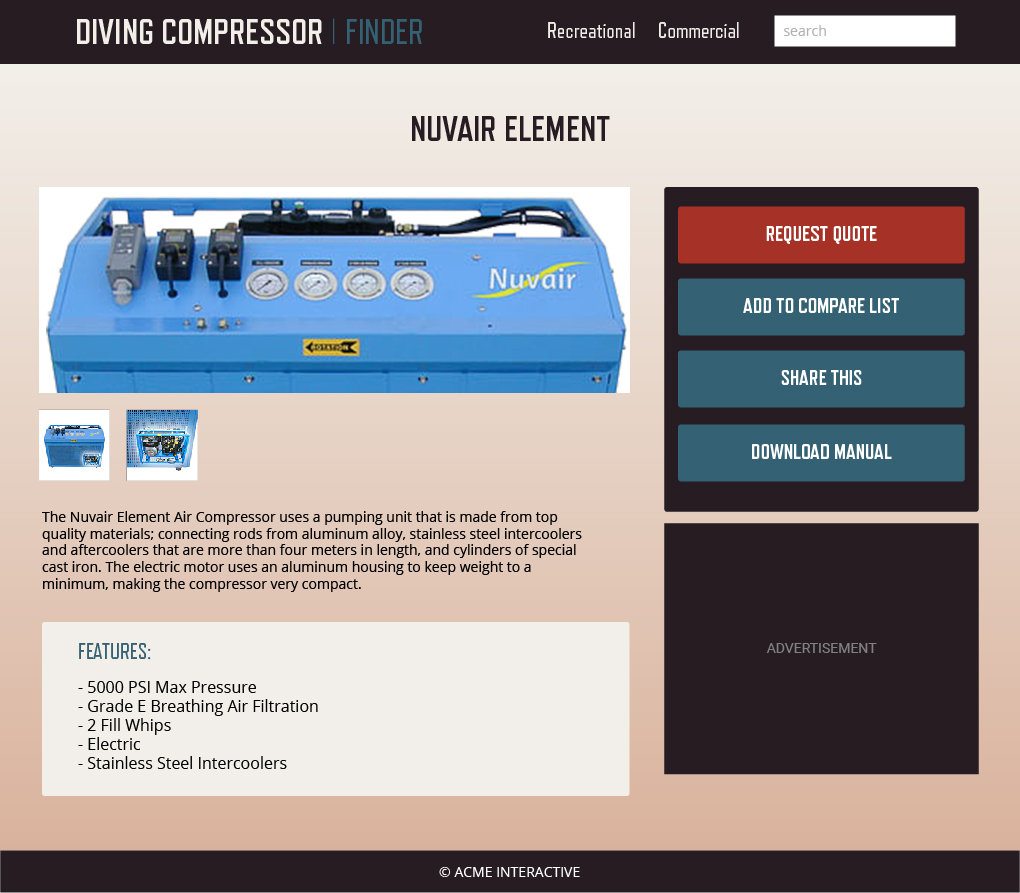 DIVING COMPRESSOR | FINDER
Recreational
Commercial
search
NUVAIR ELEMENT
Nuvair
ROTATION
REQUEST QUOTE
ADD TO COMPARE LIST
SHARE THIS
DOWNLOAD MANUAL
The Nuvair Element Air Compressor uses a pumping unit that is made from top
quality materials; connecting rods from aluminum alloy, stainless steel intercoolers
and aftercoolers that are more than four meters in length, and cylinders of special
cast iron. The electric motor uses an aluminum housing to keep weight to a
minimum, making the compressor very compact.
FEATURES:
- 5000 PSI Max Pressure
- Grade E Breathing Air Filtration
- 2 Fill Whips
- Electric
- Stainless Steel Intercoolers
ADVERTISEMENT
© ACME INTERACTIVE